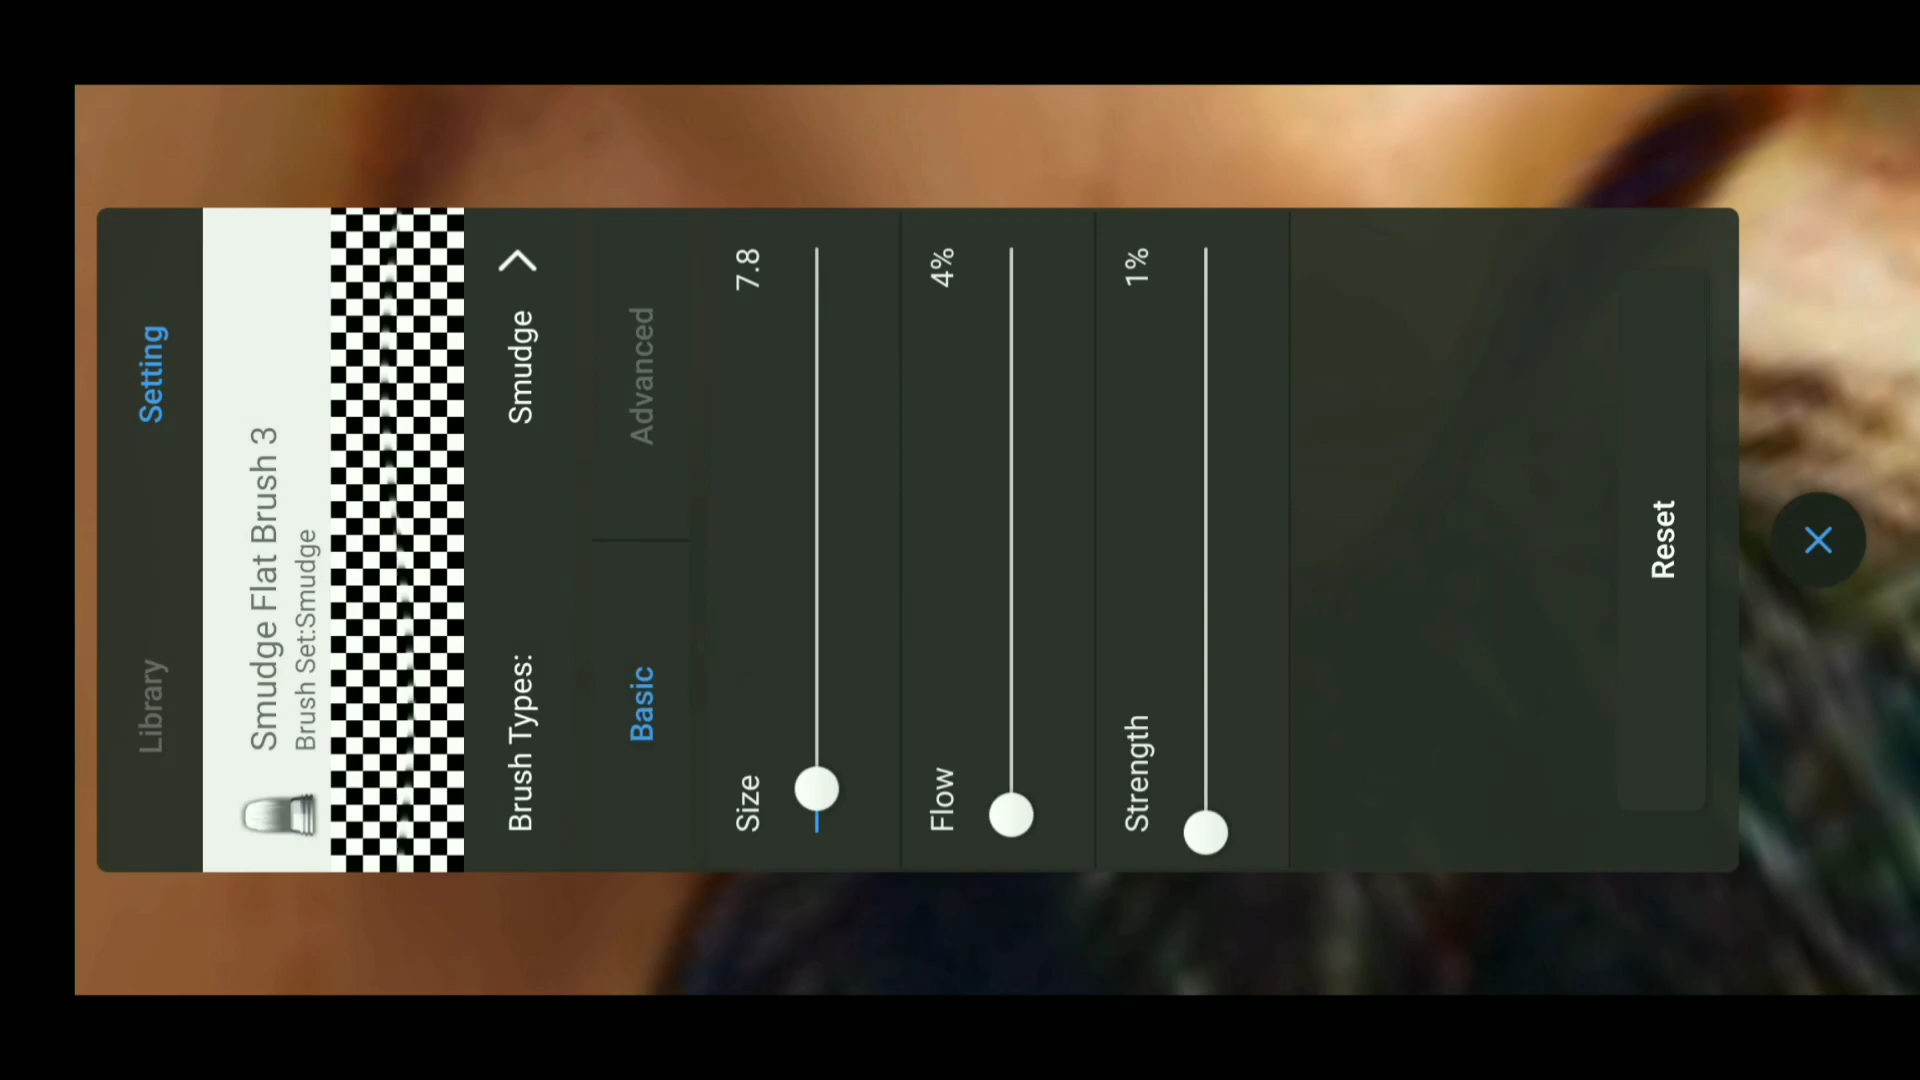 Library Setting
Smudge Flat Brush 3
Brush Set:Smudge
Brush Types: Smudge
Basic Advanced
Size 7.8
Flow 4%
Strength 1%
Reset